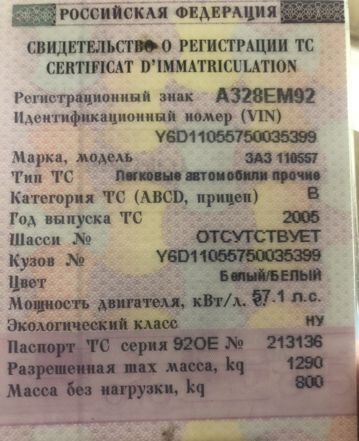 РОССИЙСКАЯ ФЕДЕРАЦИЯ
СВИДЕТЕЛЬСТВО О РЕГИСТРАЦИИ ТС
CERTIFICAT D'IMMATRICULATION
Регистрационный знак А328ЕМ92
Идентификационный номер (VIN)
Y6D11055750035399
Марка, модель ЗАЗ 110557
Тип ТС Легковые автомобили прочие
Категория ТС (ABCD, прицеп) B
Год выпуска ТС 2005
Шасси № ОТСУТСТВУЕТ
Кузов № Y6D11055750035399
Цвет Белый/БЕЛЫЙ
Мощность двигателя, кВт/л. с. 57.1 л.с.
Экологический класс НУ
Паспорт ТС серия 92ОЕ № 213136
Разрешенная max масса, kg 1290
Масса без нагрузки, kg 800